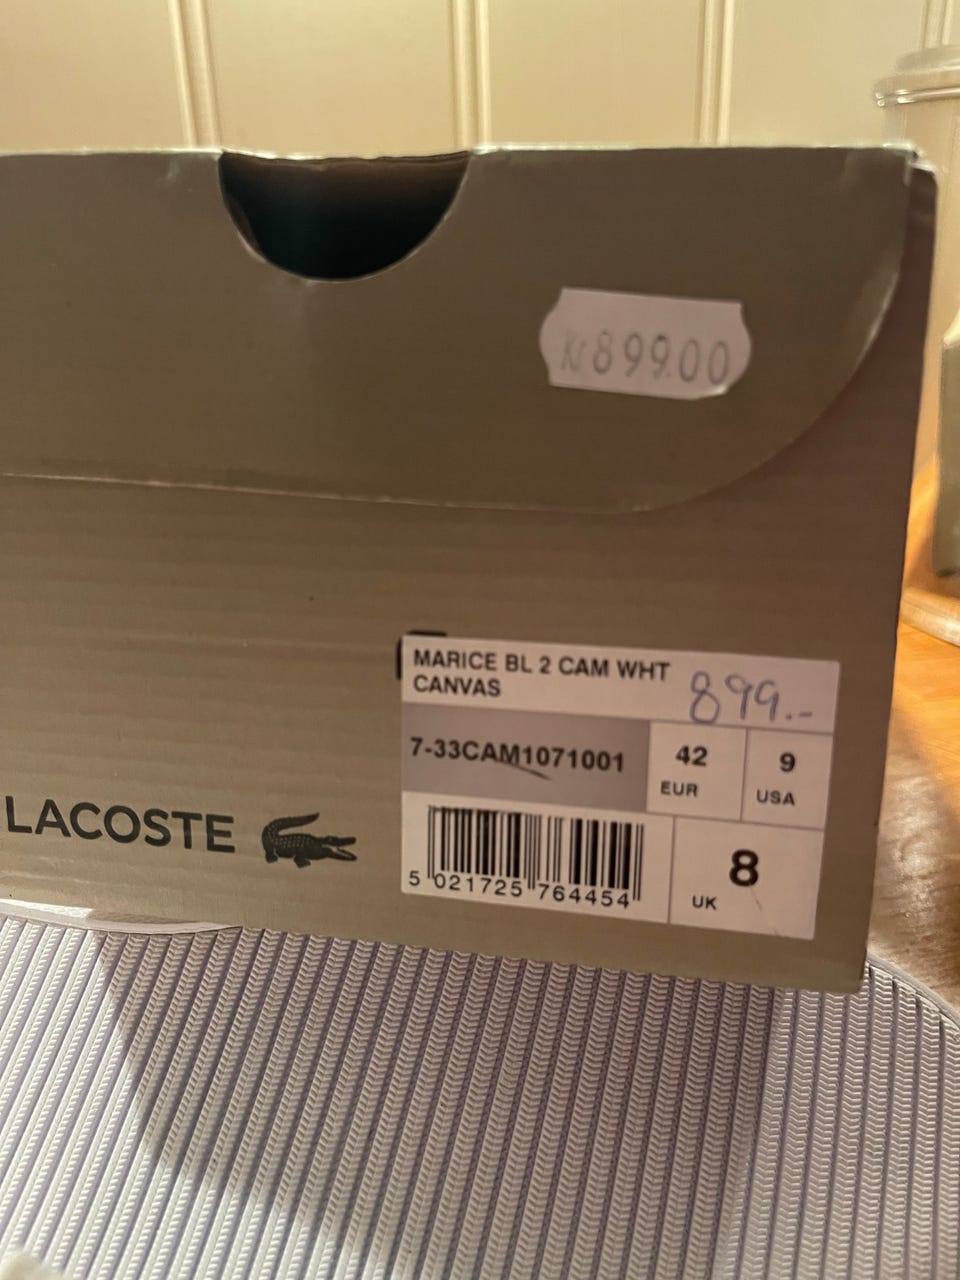 Kr899.00
MARICE BL 2 CAM WHT
CANVAS
899.-
7-33CAM1071001
42
EUR
9
USA
LACOSTE
5 021725 764454
8
UK